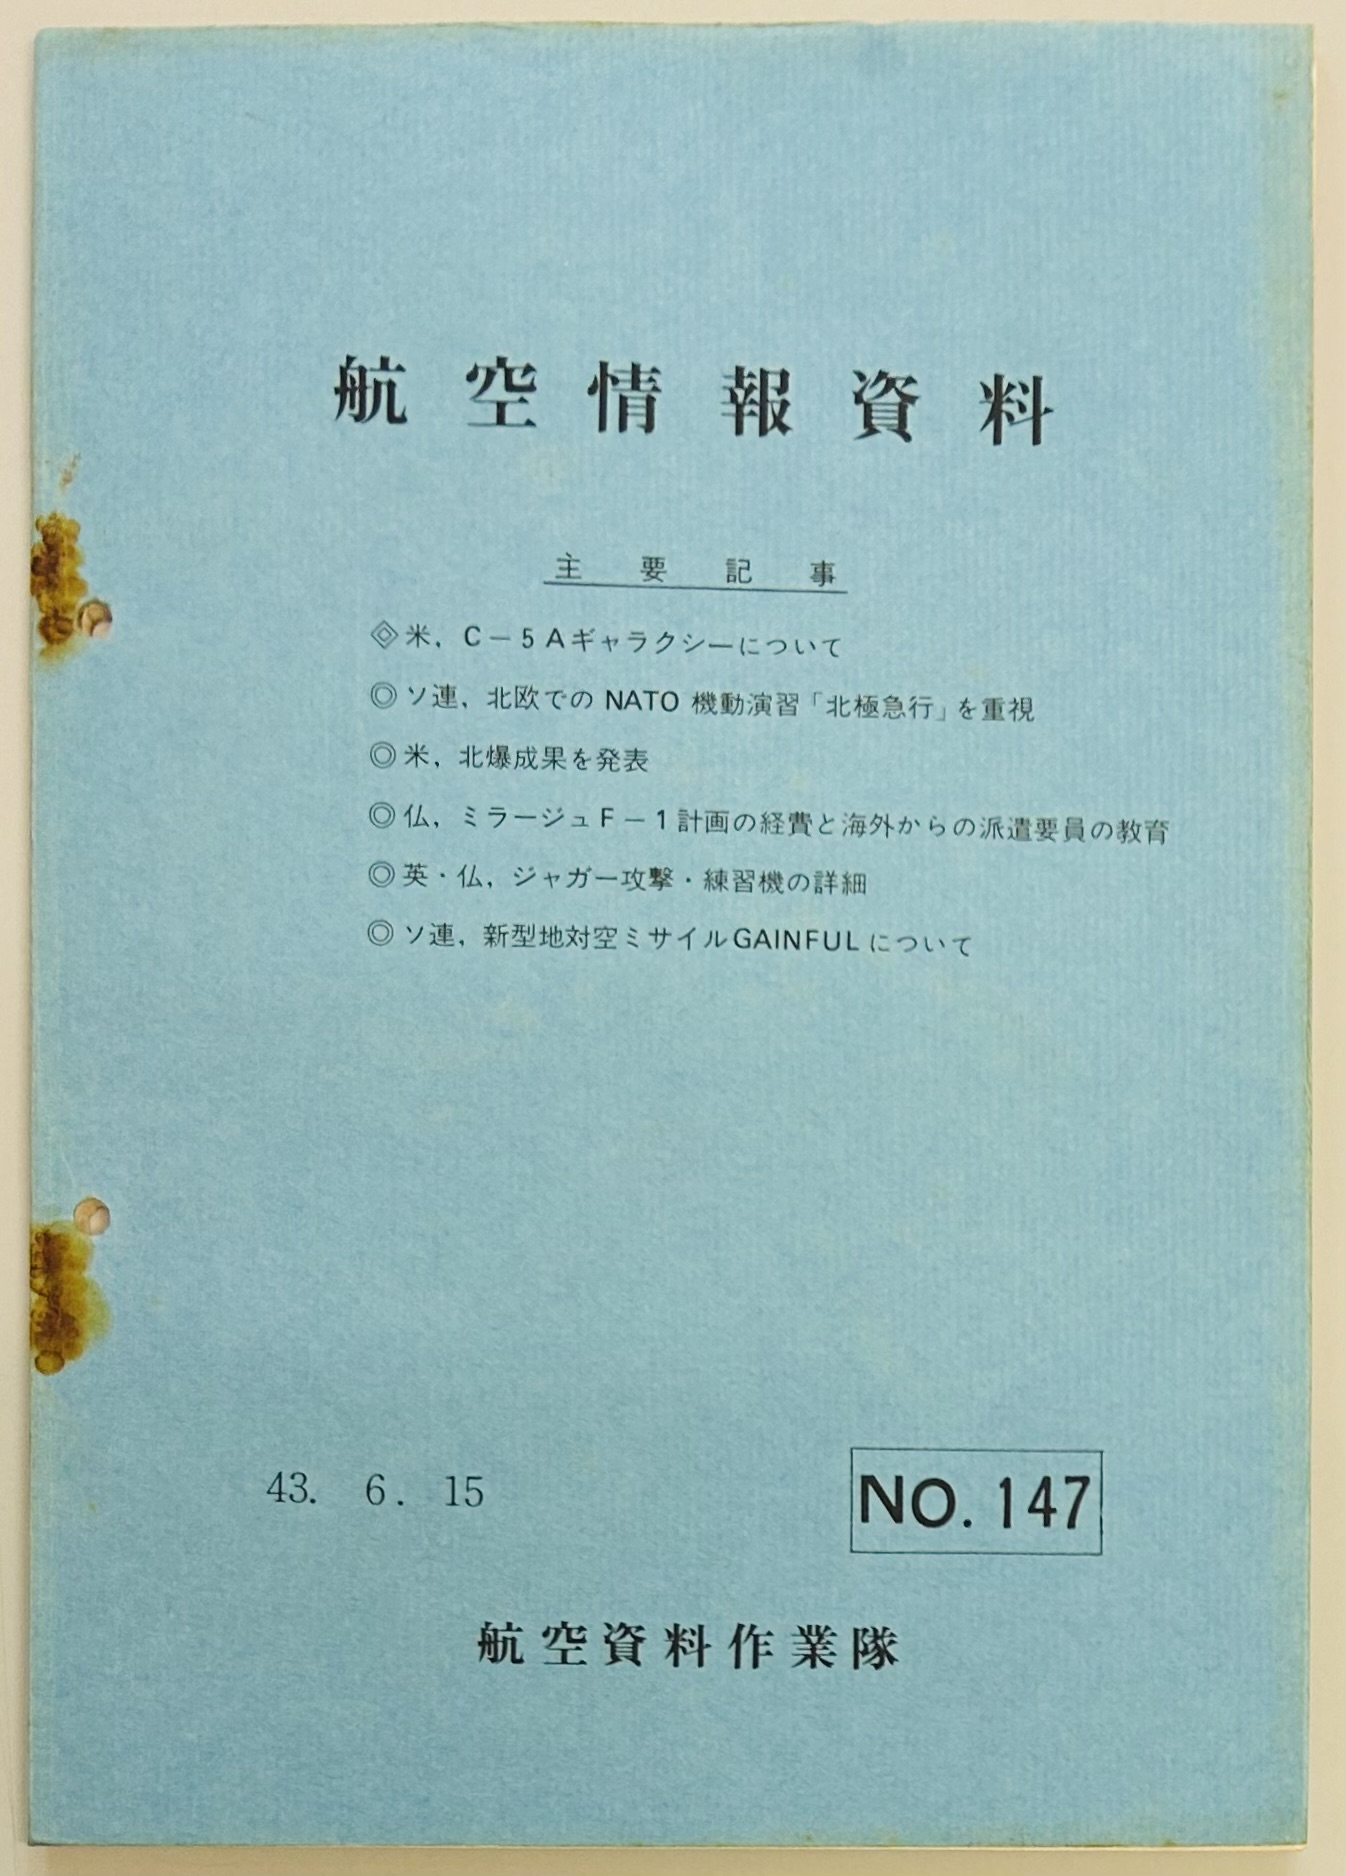 航空情報資料
主要記事
◎米，C－5Aギャラクシーについて
◎ソ連，北欧での NATO 機動演習「北極急行」を重視
◎米，北爆成果を発表
◎仏，ミラージュF－1計画の経費と海外からの派遣要員の教育
◎英・仏，ジャガー攻撃・練習機の詳細
◎ソ連，新型地対空ミサイルGAINFULについて
43. 6. 15
NO. 147
航空資料作業隊